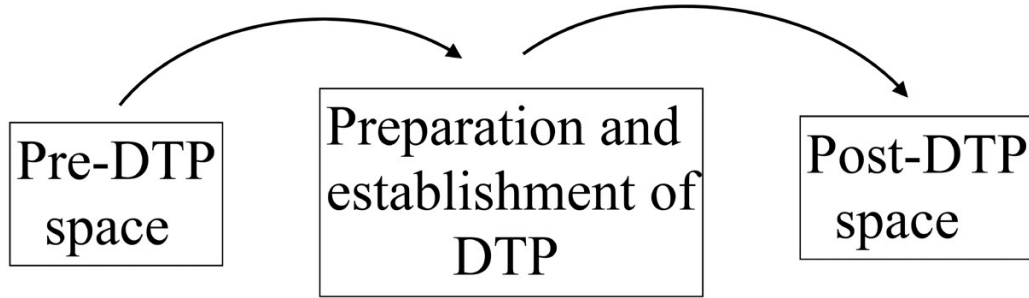 Pre-DTP
space
Preparation and
establishment of
DTP
Post-DTP
space